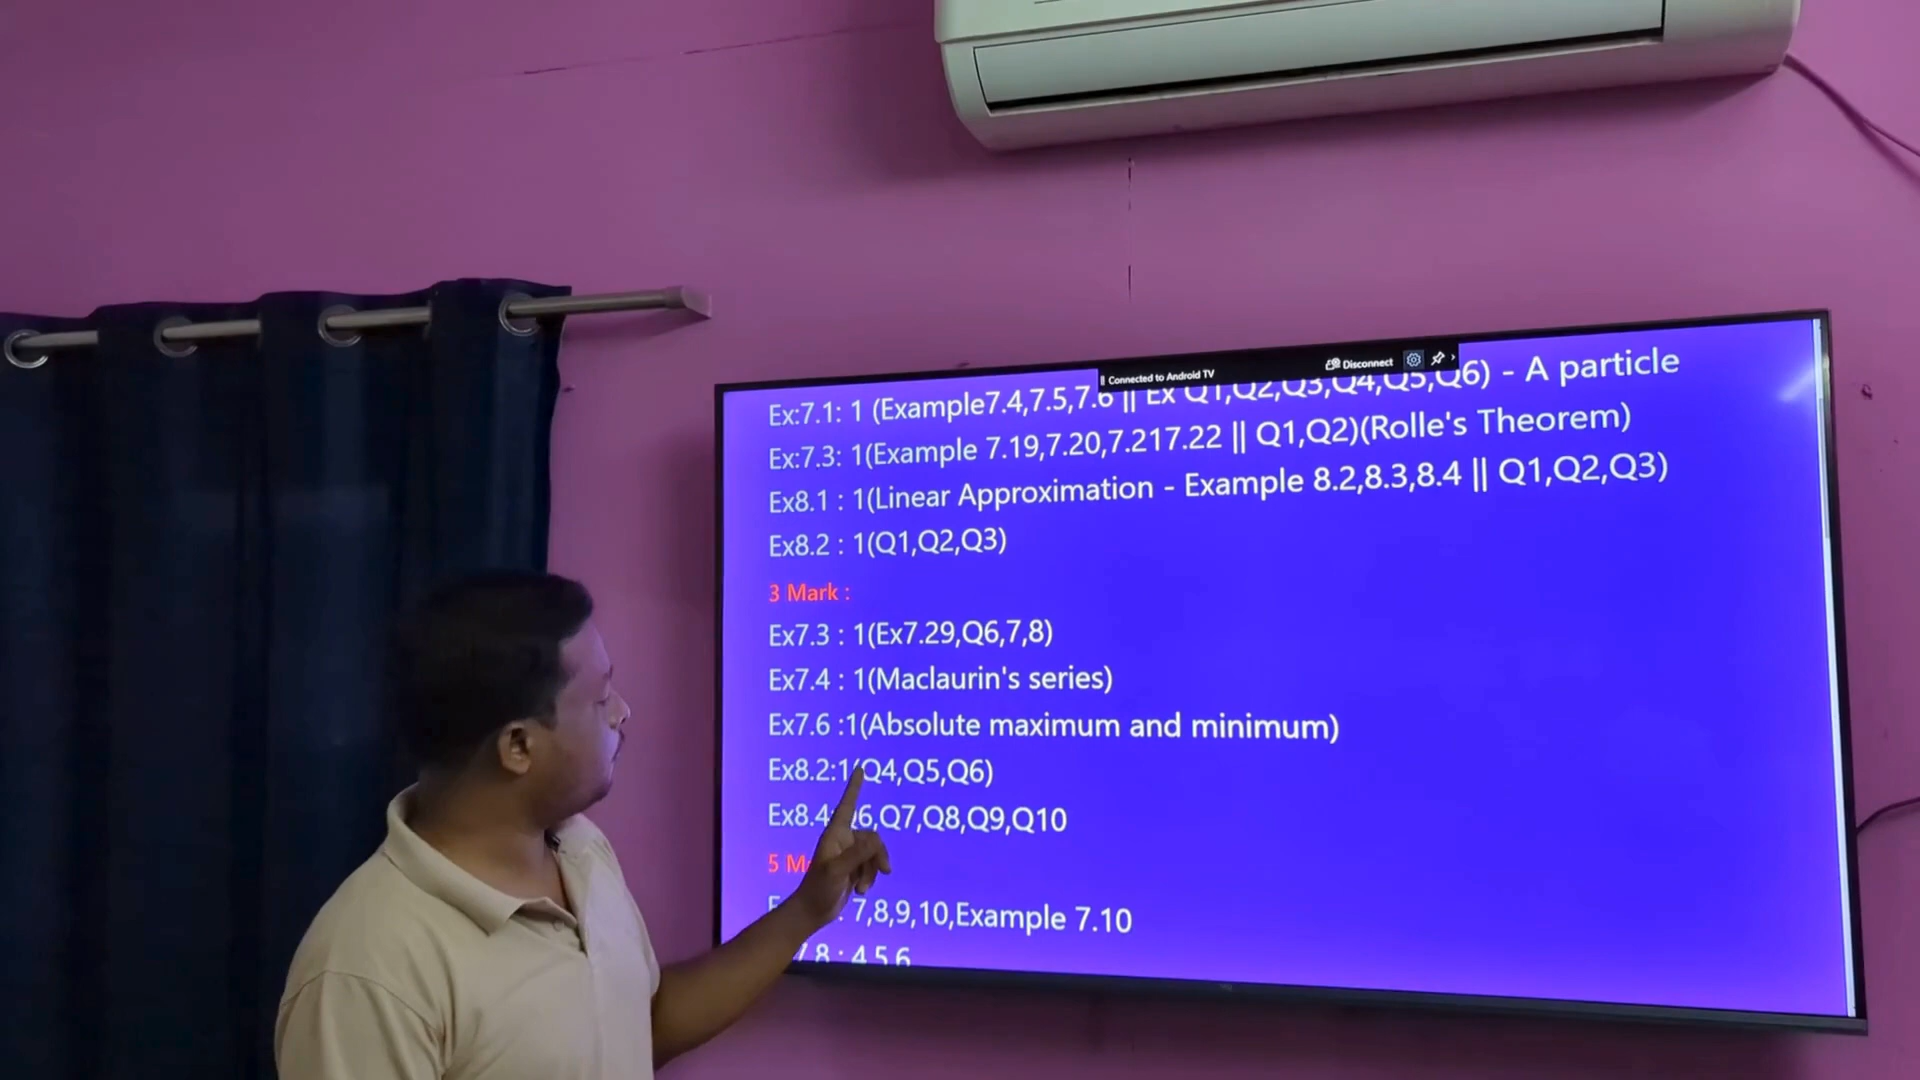 Connected to Android TV
Disconnect
Ex:7.1: 1 (Example7.4,7.5,7.6 || Ex Q1,Q2,Q3,Q4,Q5,Q6) - A particle
Ex:7.3: 1(Example 7.19,7.20,7.217.22 || Q1,Q2)(Rolle's Theorem)
Ex8.1 : 1(Linear Approximation - Example 8.2,8.3,8.4 || Q1,Q2,Q3)
Ex8.2 : 1(Q1,Q2,Q3)
3 Mark :
Ex7.3 : 1(Ex7.29,Q6,7,8)
Ex7.4 : 1(Maclaurin's series)
Ex7.6 :1(Absolute maximum and minimum)
Ex8.2:1(Q4,Q5,Q6)
Ex8.4: Q6,Q7,Q8,Q9,Q10
5 M
: 7,8,9,10,Example 7.10
7.8 : 4,5,6